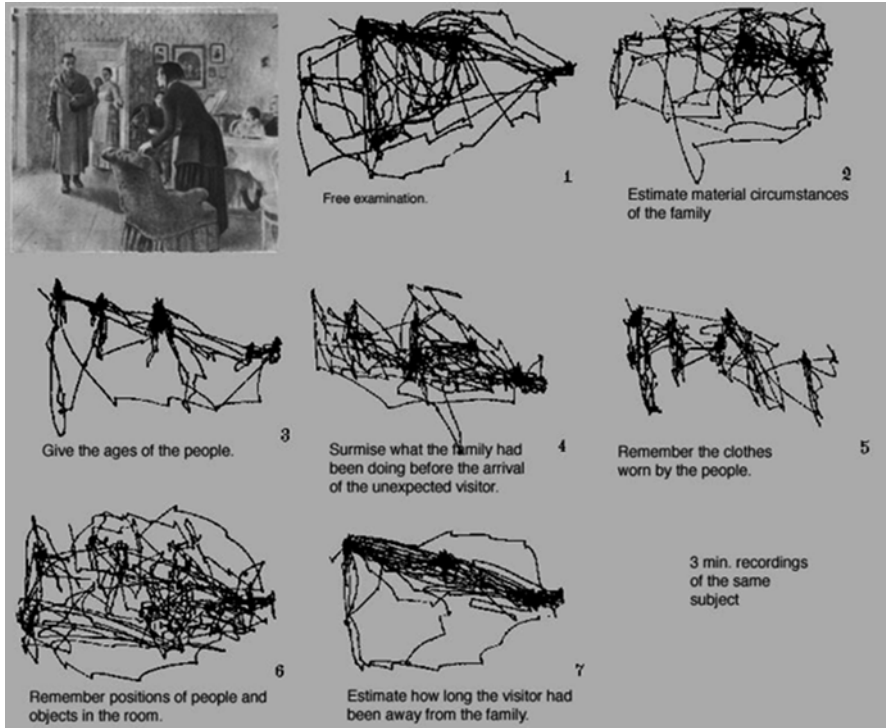 1
Free examination.
2
Estimate material circumstances
of the family
3
Give the ages of the people.
4
Surmise what the family had
been doing before the arrival
of the unexpected visitor.
5
Remember the clothes
worn by the people.
6
Remember positions of people and
objects in the room.
7
Estimate how long the visitor had
been away from the family.
3 min. recordings
of the same
subject